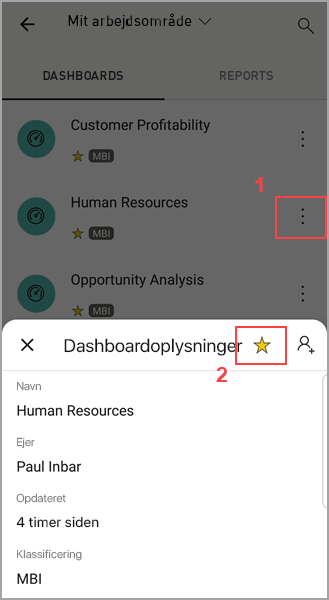 Mit arbejdsområde
DASHBOARDS REPORTS
Customer Profitability
MBI
1
Human Resources
MBI
Opportunity Analysis
MBI
Dashboardoplysninger
2
Navn
Human Resources
Ejer
Paul Inbar
Opdateret
4 timer siden
Klassificering
MBI